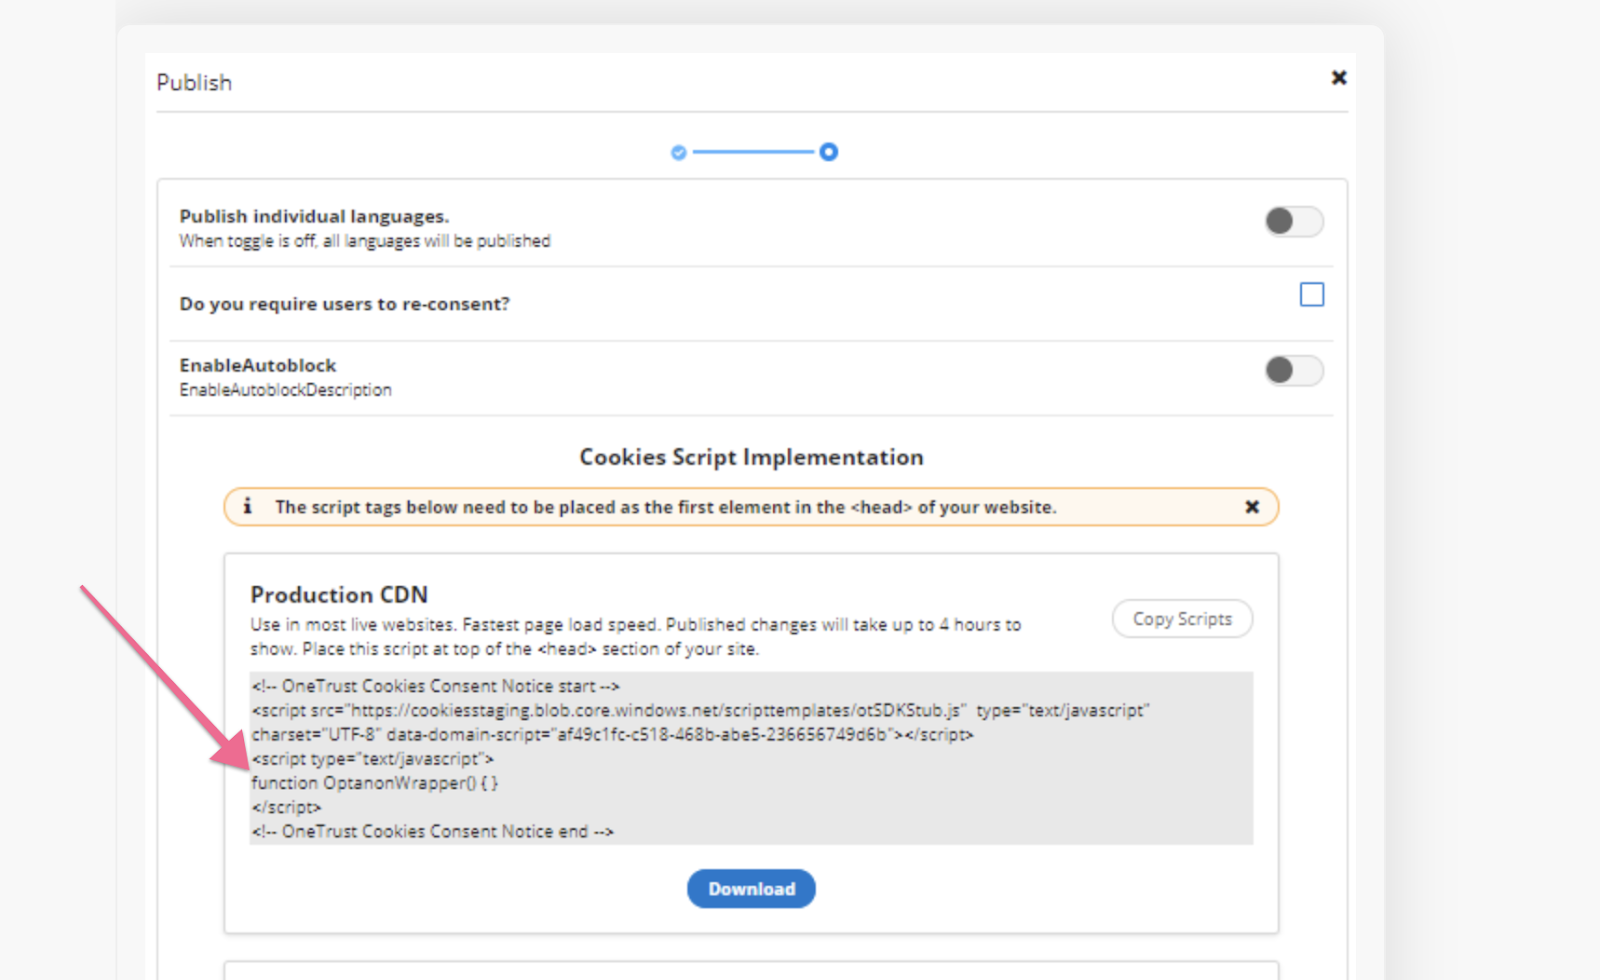 Publish
Publish individual languages.
When toggle is off, all languages will be published
Do you require users to re-consent?
EnableAutoblock
EnableAutoblockDescription
Cookies Script Implementation
The script tags below need to be placed as the first element in the <head> of your website.
Production CDN
Use in most live websites. Fastest page load speed. Published changes will take up to 4 hours to
show. Place this script at top of the <head> section of your site.
Copy Scripts
<!-- OneTrust Cookies Consent Notice start -->
<script src="https://cookiesstaging.blob.core.windows.net/scripttemplates/otSDKStub.js"  type="text/javascript"
charset="UTF-8" data-domain-script="af49c1fc-c518-468b-abe5-236656749d6b"></script>
<script type="text/javascript">
function OptanonWrapper() { }
</script>
<!-- OneTrust Cookies Consent Notice end -->
Download